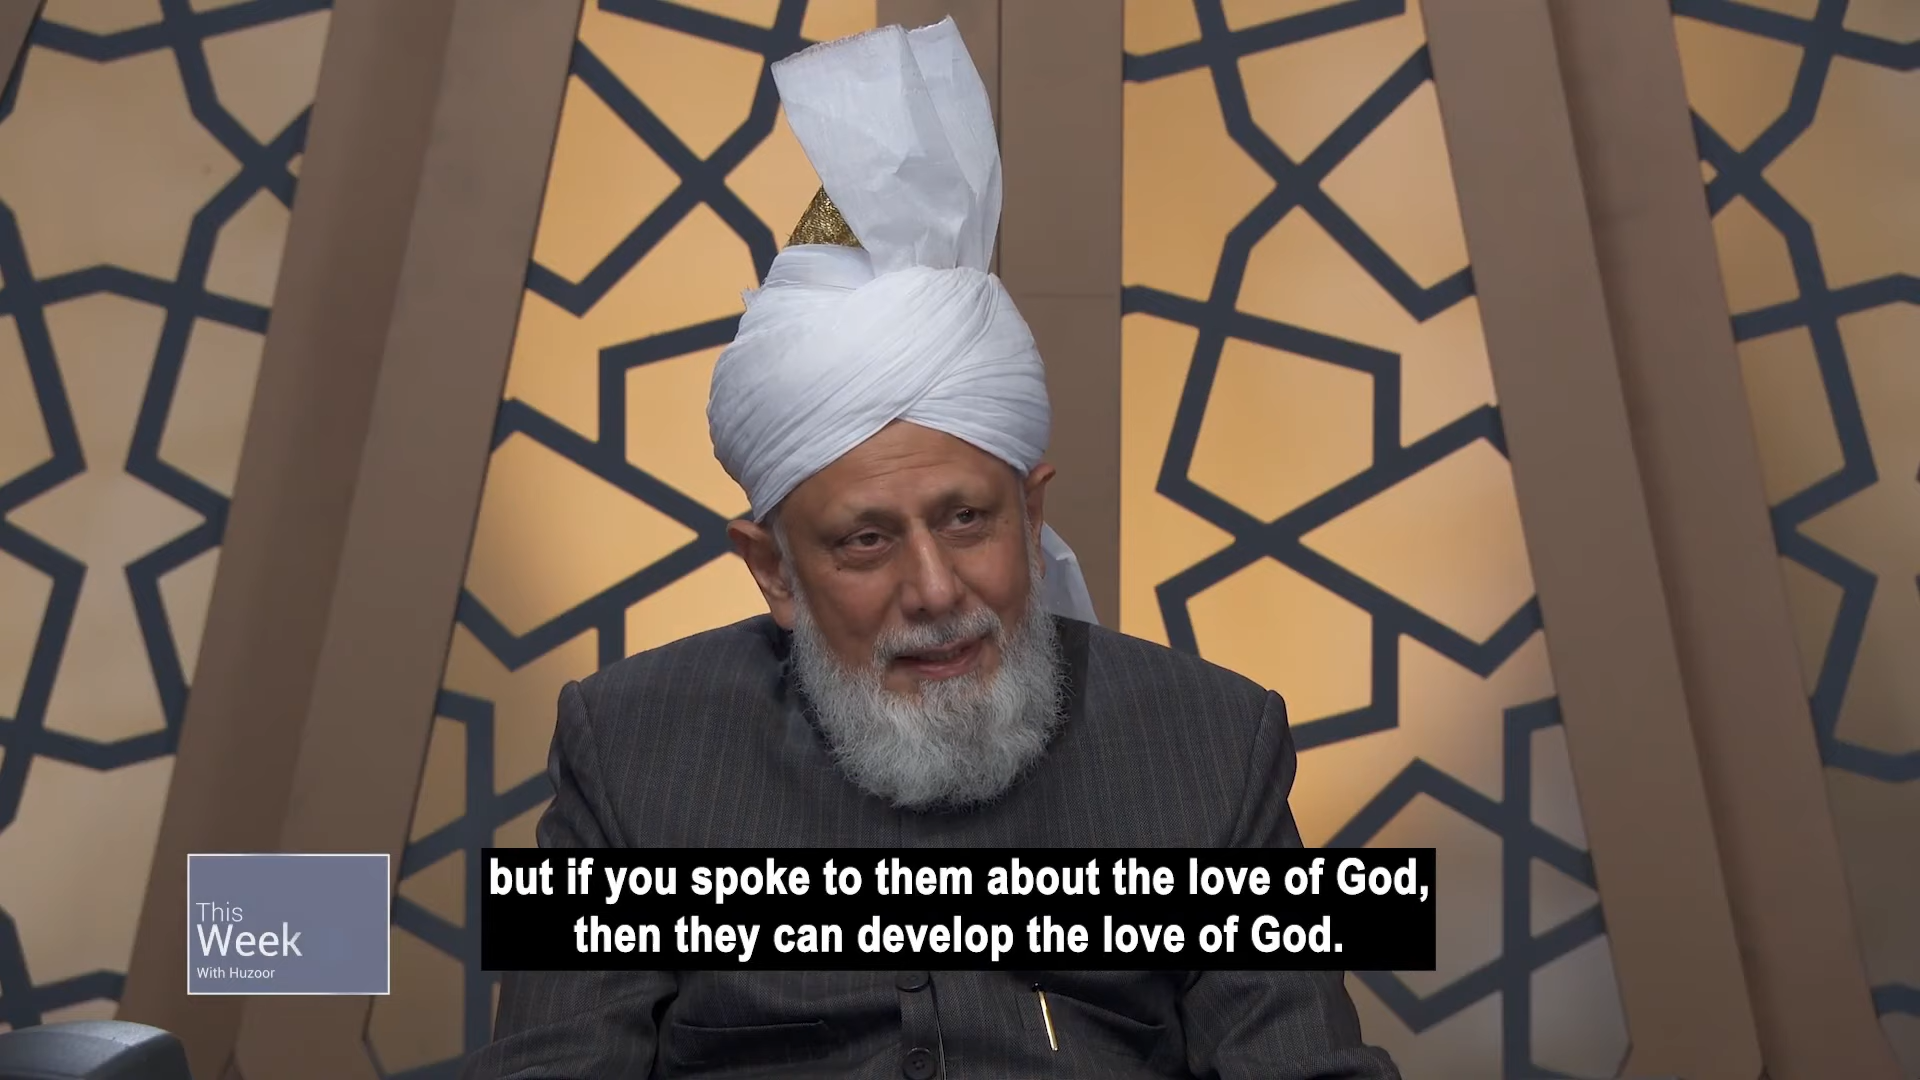 This
Week
With Huzoor
but if you spoke to them about the love of God,
then they can develop the love of God.